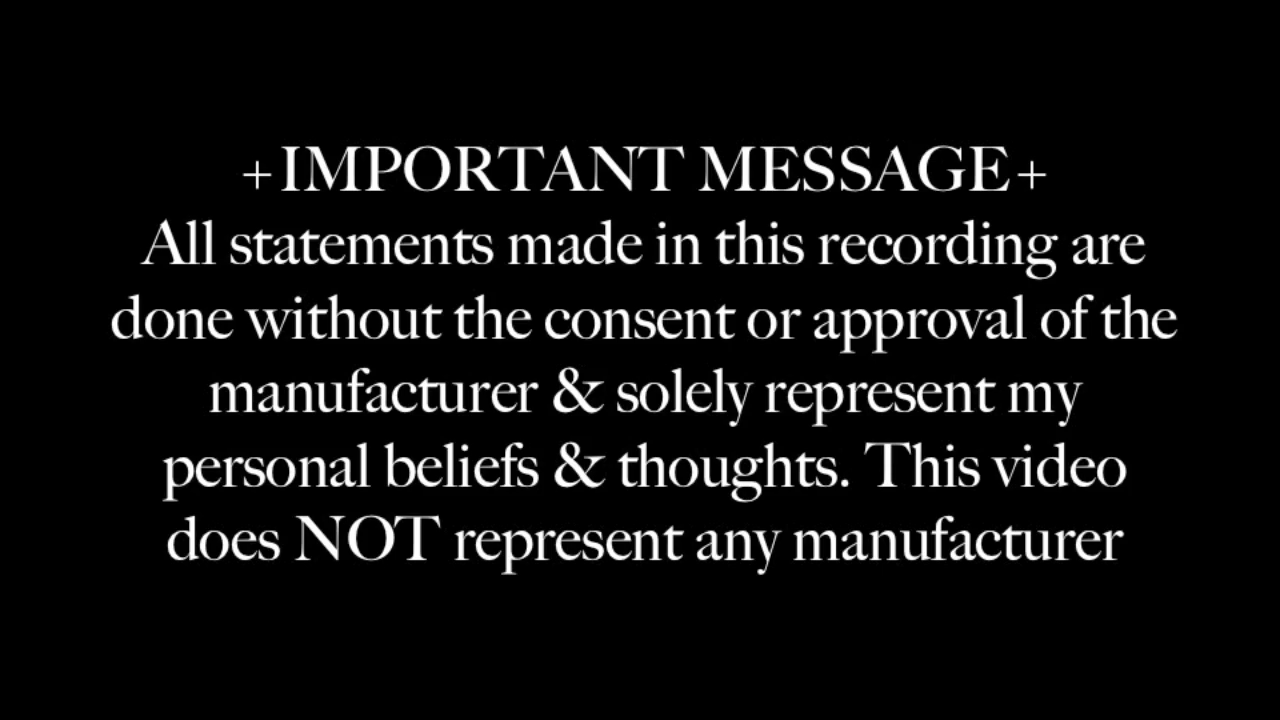 +IMPORTANT MESSAGE+
All statements made in this recording are
done without the consent or approval of the
manufacturer & solely represent my
personal beliefs & thoughts. This video
does NOT represent any manufacturer